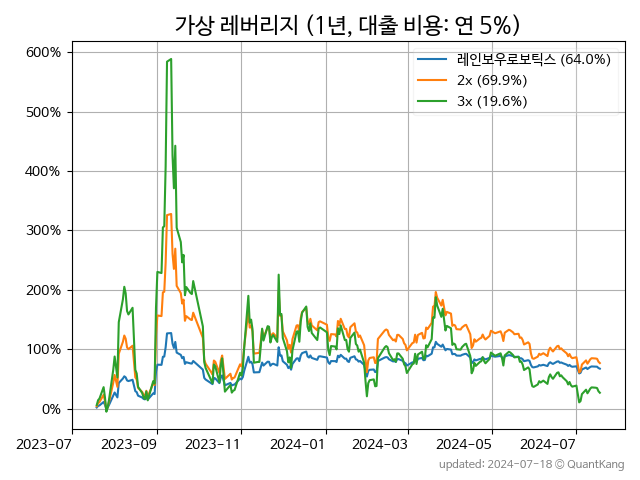 가상 레버리지 (1년, 대출 비용: 연 5%)
600%
500%
400%
300%
200%
100%
0%
레인보우로보틱스 (64.0%)
2x (69.9%)
3x (19.6%)
2023-07 2023-09 2023-11 2024-01 2024-03 2024-05 2024-07
updated: 2024-07-18 © QuantKang